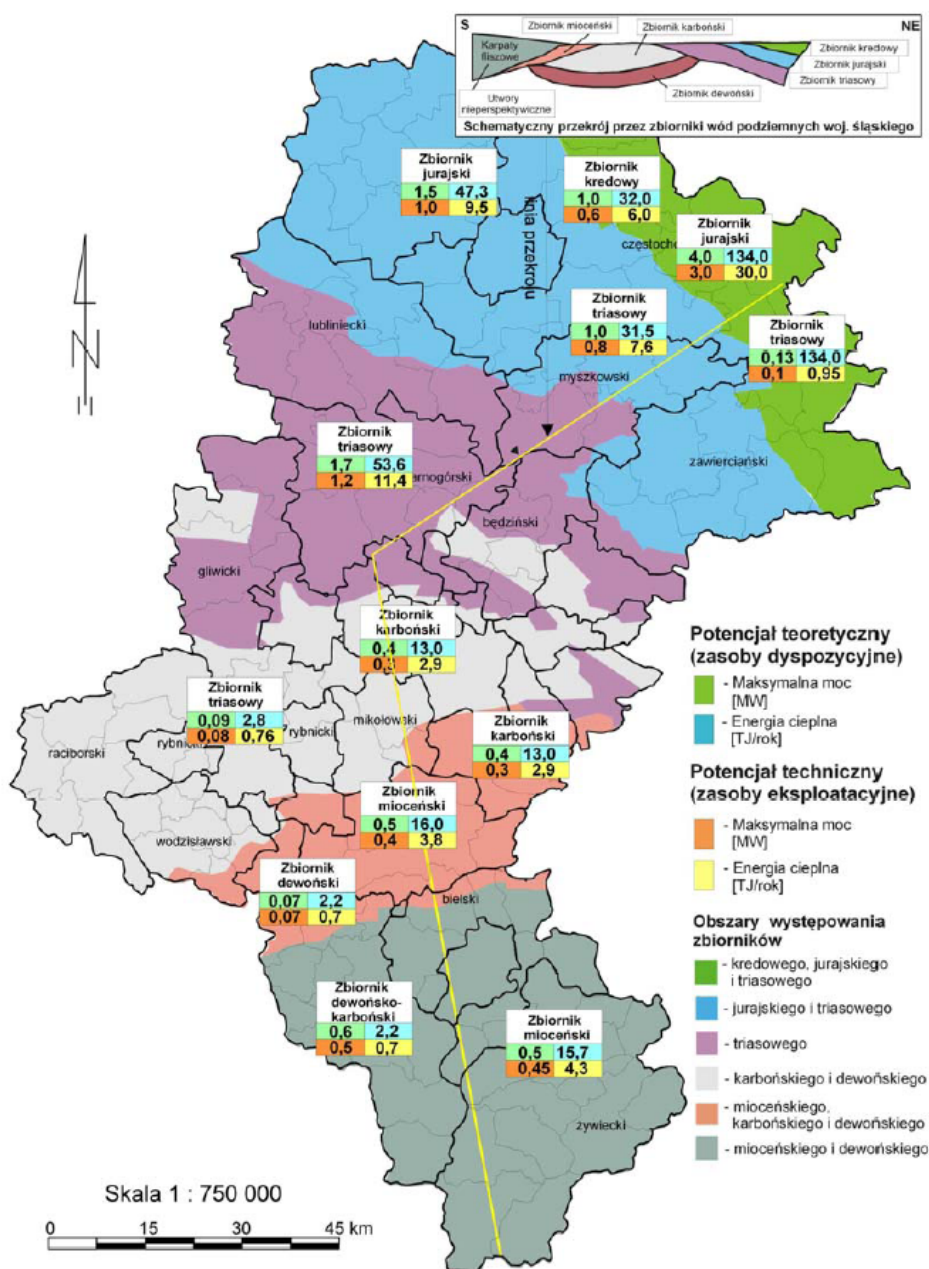 S
NE
Zbiornik mioceński
Zbiornik karboński
Karpaty
fliszowe
Zbiornik kredowy
Zbiornik jurajski
Zbiornik triasowy
Zbiornik dewoński
Utwory
nieperspektywiczne
Schematyczny przekrój przez zbiorniki wód podziemnych woj. śląskiego
Zbiornik
jurajski
1,5 47,3
1,0 9,5
Zbiornik
kredowy
1,0 32,0
0,6 6,0
linia przekroju
częstocho
Zbiornik
jurajski
4,0 134,0
3,0 30,0
N
lubliniecki
Zbiornik
triasowy
1,0 31,5
0,8 7,6
myszkowski
Zbiornik
triasowy
0,13 134,0
0,1 0,95
Zbiornik
triasowy
1,7 53,6
1,2 11,4
arnogórski
zawierciański
będziński
gliwicki
Zbiornik
karboński
0,4 13,0
0,3 2,9
Zbiornik
triasowy
0,09 2,8
0,08 0,76
raciborski
rybnicki
rybnicki
mikołowski
Zbiornik
karboński
0,4 13,0
0,3 2,9
Zbiornik
mioceński
0,5 16,0
0,4 3,8
wodzisławski
Zbiornik
dewoński
0,07 2,2
0,07 0,7
bielski
Zbiornik
dewońsko-
karboński
0,6 2,2
0,5 0,7
Zbiornik
mioceński
0,5 15,7
0,45 4,3
żywiecki
Potencjał teoretyczny
(zasoby dyspozycyjne)
- Maksymalna moc
[MW]
- Energia cieplna
[TJ/rok]
Potencjał techniczny
(zasoby eksploatacyjne)
- Maksymalna moc
[MW]
- Energia cieplna
[TJ/rok]
Obszary występowania
zbiorników
- kredowego, jurajskiego
i triasowego
- jurajskiego i triasowego
- triasowego
- karbońskiego i dewońskiego
- mioceńskiego,
karbońskiego i dewońskiego
- mioceńskiego i dewońskiego
Skala 1 : 750 000
0 15 30 45 km